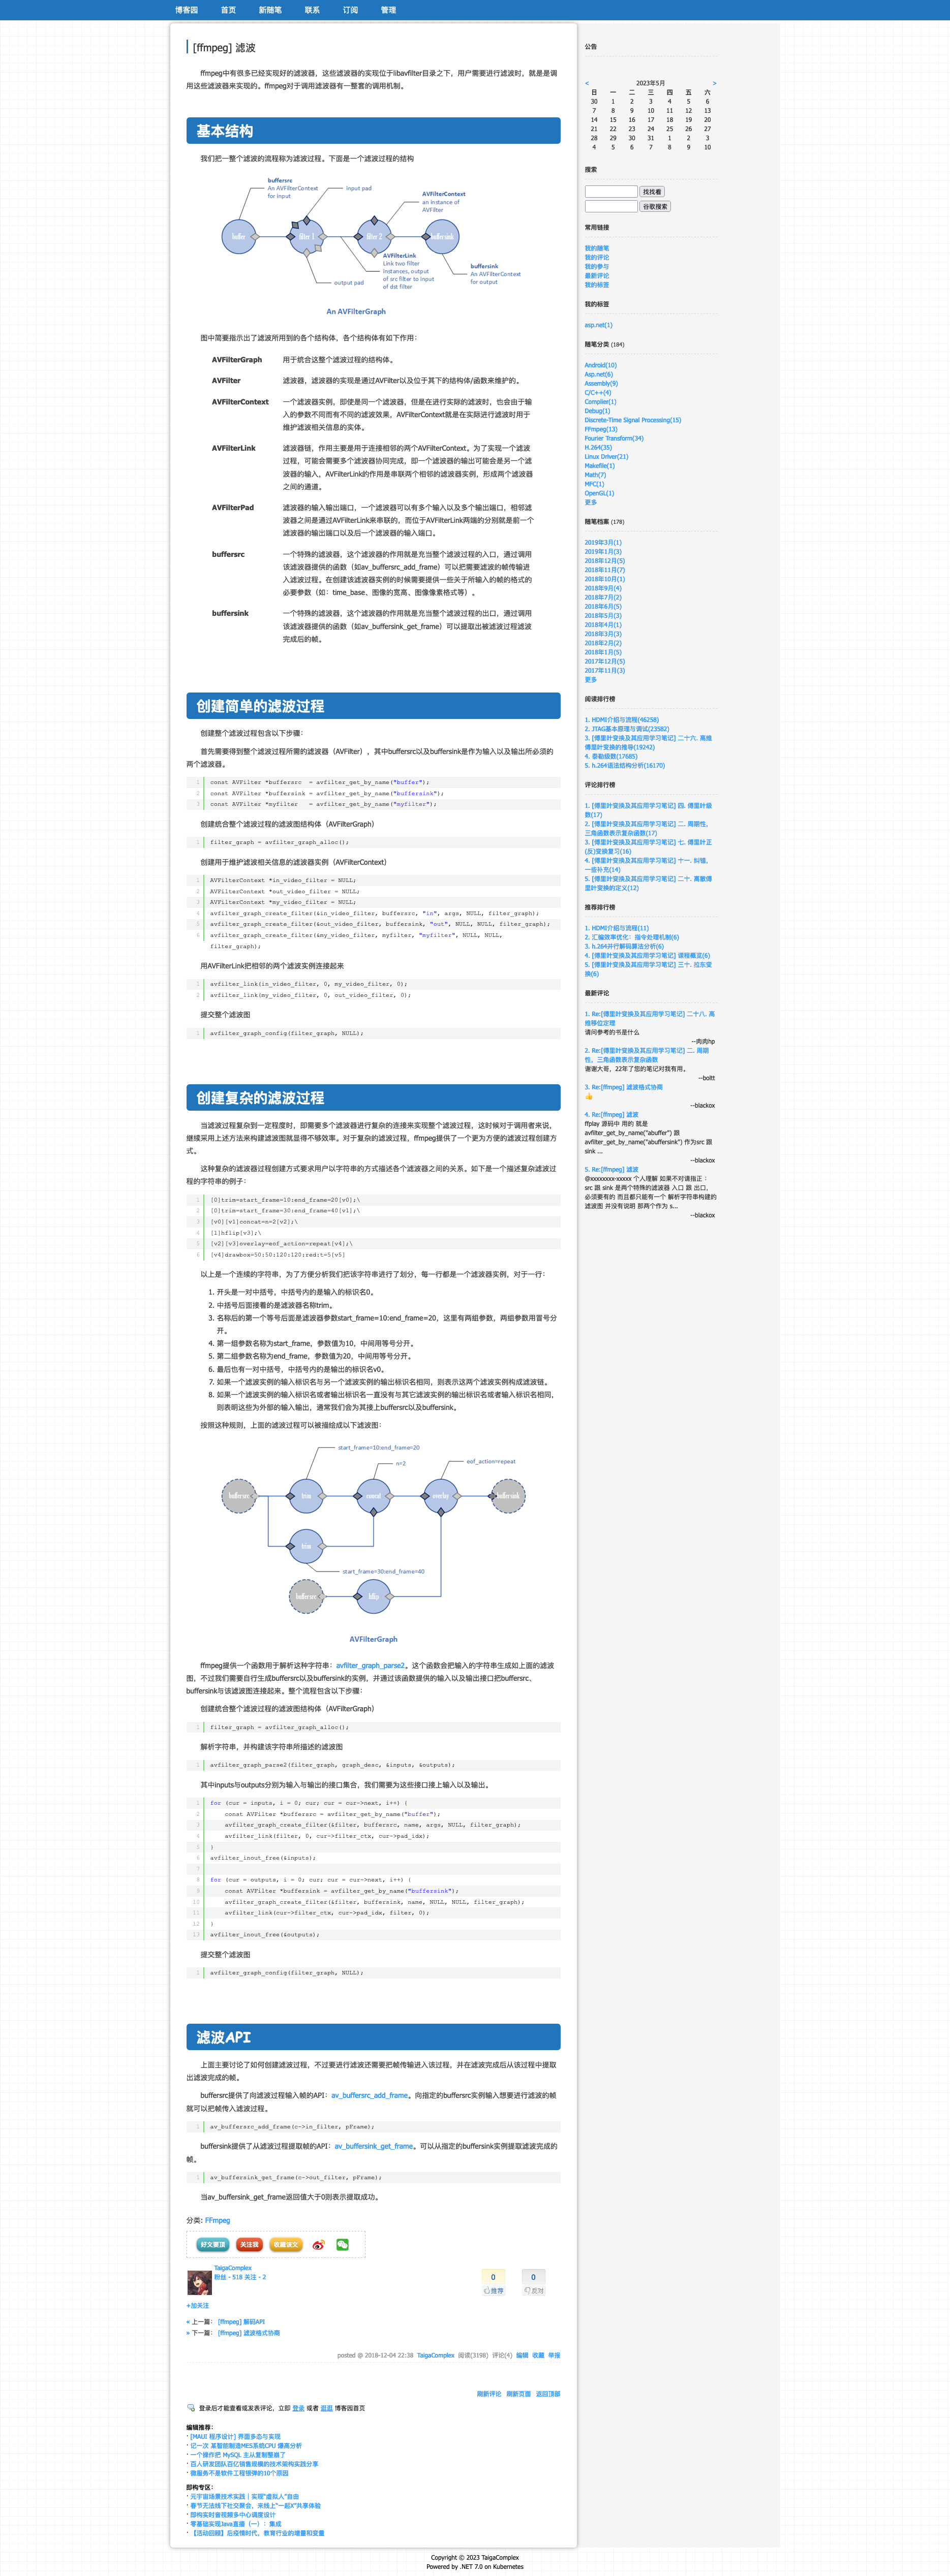 博客园 首页 新随笔 联系 订阅 管理
[ffmpeg] 滤波
ffmpeg中有很多已经实现好的滤波器，这些滤波器的实现位于libavfilter目录之下，用户需要进行滤波时，就是是调
用这些滤波器来实现的。ffmpeg对于调用滤波器有一整套的调用机制。
基本结构
我们把一整个滤波的流程称为滤波过程。下面是一个滤波过程的结构
buffersrc
An AVFilterContext
for input
input pad
AVFilterContext
an instance of
AVFilter
buffer
filter 1
filter 2
buffersink
AVFilterLink
Link two filter
instances, output
of src filter to input
of dst filter
output pad
buffersink
An AVFilterContext
for output
An AVFilterGraph
图中简要指示出了滤波所用到的各个结构体，各个结构体有如下作用：
AVFilterGraph 用于统合这整个滤波过程的结构体。
AVFilter 滤波器，滤波器的实现是通过AVFilter以及位于其下的结构体/函数来维护的。
AVFilterContext 一个滤波器实例，即使是同一个滤波器，但是在进行实际的滤波时，也会由于输
入的参数不同而有不同的滤波效果，AVFilterContext就是在实际进行滤波时用于
维护滤波相关信息的实体。
AVFilterLink 滤波器链，作用主要是用于连接相邻的两个AVFilterContext。为了实现一个滤波
过程，可能会需要多个滤波器协同完成，即一个滤波器的输出可能会是另一个滤
波器的输入，AVFilterLink的作用是串联两个相邻的滤波器实例，形成两个滤波器
之间的通道。
AVFilterPad 滤波器的输入输出端口，一个滤波器可以有多个输入以及多个输出端口，相邻滤
波器之间是通过AVFilterLink来串联的，而位于AVFilterLink两端的分别就是前一个
滤波器的输出端口以及后一个滤波器的输入端口。
buffersrc 一个特殊的滤波器，这个滤波器的作用就是充当整个滤波过程的入口，通过调用
该滤波器提供的函数（如av_buffersrc_add_frame）可以把需要滤波的帧传输进
入滤波过程。在创建该滤波器实例的时候需要提供一些关于所输入的帧的格式的
必要参数（如：time_base、图像的宽高、图像像素格式等）。
buffersink 一个特殊的滤波器，这个滤波器的作用就是充当整个滤波过程的出口，通过调用
该滤波器提供的函数（如av_buffersink_get_frame）可以提取出被滤波过程滤波
完成后的帧。
创建简单的滤波过程
创建整个滤波过程包含以下步骤：
首先需要得到整个滤波过程所需的滤波器（AVFilter），其中buffersrc以及buffersink是作为输入以及输出所必须的
两个滤波器。
1 const AVFilter *buffersrc = avfilter_get_by_name("buffer");
2 const AVFilter *buffersink = avfilter_get_by_name("buffersink");
3 const AVFilter *myfilter = avfilter_get_by_name("myfilter");
创建统合整个滤波过程的滤波图结构体（AVFilterGraph）
1 filter_graph = avfilter_graph_alloc();
创建用于维护滤波相关信息的滤波器实例（AVFilterContext）
1 AVFilterContext *in_video_filter = NULL;
2 AVFilterContext *out_video_filter = NULL;
3 AVFilterContext *my_video_filter = NULL;
4 avfilter_graph_create_filter(&in_video_filter, buffersrc, "in", args, NULL, filter_graph);
5 avfilter_graph_create_filter(&out_video_filter, buffersink, "out", NULL, NULL, filter_graph);
6 avfilter_graph_create_filter(&my_video_filter, myfilter, "myfilter", NULL, NULL,
filter_graph);
用AVFilterLink把相邻的两个滤波实例连接起来
1 avfilter_link(in_video_filter, 0, my_video_filter, 0);
2 avfilter_link(my_video_filter, 0, out_video_filter, 0);
提交整个滤波图
1 avfilter_graph_config(filter_graph, NULL);
创建复杂的滤波过程
当滤波过程复杂到一定程度时，即需要多个滤波器进行复杂的连接来实现整个滤波过程，这时候对于调用者来说，
继续采用上述方法来构建滤波图就显得不够效率。对于复杂的滤波过程，ffmpeg提供了一个更为方便的滤波过程创建方
式。
这种复杂的滤波器过程创建方式要求用户以字符串的方式描述各个滤波器之间的关系。如下是一个描述复杂滤波过
程的字符串的例子：
1 [0]trim=start_frame=10:end_frame=20[v0];\
2 [0]trim=start_frame=30:end_frame=40[v1];\
3 [v0][v1]concat=n=2[v2];\
4 [1]hflip[v3];\
5 [v2][v3]overlay=eof_action=repeat[v4];\
6 [v4]drawbox=50:50:120:120:red:t=5[v5]
以上是一个连续的字符串，为了方便分析我们把该字符串进行了划分，每一行都是一个滤波器实例，对于一行：
1. 开头是一对中括号，中括号内的是输入的标识名0。
2. 中括号后面接着的是滤波器名称trim。
3. 名称后的第一个等号后面是滤波器参数start_frame=10:end_frame=20，这里有两组参数，两组参数用冒号分
开。
4. 第一组参数名称为start_frame，参数值为10，中间用等号分开。
5. 第二组参数名称为end_frame，参数值为20，中间用等号分开。
6. 最后也有一对中括号，中括号内的是输出的标识名v0。
7. 如果一个滤波实例的输入标识名与另一个滤波实例的输出标识名相同，则表示这两个滤波实例构成滤波链。
8. 如果一个滤波实例的输入标识名或者输出标识名一直没有与其它滤波实例的输出标识名或者输入标识名相同，
则表明这些为外部的输入输出，通常我们会为其接上buffersrc以及buffersink。
按照这种规则，上面的滤波过程可以被描绘成以下滤波图：
start_frame=10:end_frame=20
n=2
eof_action=repeat
buffersrc
trim
concat
overlay
buffersink
trim
start_frame=30:end_frame=40
buffersrc
hflip
AVFilterGraph
ffmpeg提供一个函数用于解析这种字符串：avfilter_graph_parse2。这个函数会把输入的字符串生成如上面的滤波
图，不过我们需要自行生成buffersrc以及buffersink的实例，并通过该函数提供的输入以及输出接口把buffersrc、
buffersink与该滤波图连接起来。整个流程包含以下步骤：
创建统合整个滤波过程的滤波图结构体（AVFilterGraph）
1 filter_graph = avfilter_graph_alloc();
解析字符串，并构建该字符串所描述的滤波图
1 avfilter_graph_parse2(filter_graph, graph_desc, &inputs, &outputs);
其中inputs与outputs分别为输入与输出的接口集合，我们需要为这些接口接上输入以及输出。
1 for (cur = inputs, i = 0; cur; cur = cur->next, i++) {
2 const AVFilter *buffersrc = avfilter_get_by_name("buffer");
3 avfilter_graph_create_filter(&filter, buffersrc, name, args, NULL, filter_graph);
4 avfilter_link(filter, 0, cur->filter_ctx, cur->pad_idx);
5 }
6 avfilter_inout_free(&inputs);
7
8 for (cur = outputs, i = 0; cur; cur = cur->next, i++) {
9 const AVFilter *buffersink = avfilter_get_by_name("buffersink");
10 avfilter_graph_create_filter(&filter, buffersink, name, NULL, NULL, filter_graph);
11 avfilter_link(cur->filter_ctx, cur->pad_idx, filter, 0);
12 }
13 avfilter_inout_free(&outputs);
提交整个滤波图
1 avfilter_graph_config(filter_graph, NULL);
滤波API
上面主要讨论了如何创建滤波过程，不过要进行滤波还需要把帧传输进入该过程，并在滤波完成后从该过程中提取
出滤波完成的帧。
buffersrc提供了向滤波过程输入帧的API：av_buffersrc_add_frame。向指定的buffersrc实例输入想要进行滤波的帧
就可以把帧传入滤波过程。
1 av_buffersrc_add_frame(c->in_filter, pFrame);
buffersink提供了从滤波过程提取帧的API：av_buffersink_get_frame。可以从指定的buffersink实例提取滤波完成的
帧。
1 av_buffersink_get_frame(c->out_filter, pFrame);
当av_buffersink_get_frame返回值大于0则表示提取成功。
分类: FFmpeg
好文要顶 关注我 收藏该文
TaigaComplex
粉丝 - 518 关注 - 2
+加关注
0 推荐
0 反对
« 上一篇： [ffmpeg] 解码API
» 下一篇： [ffmpeg] 滤波格式协商
posted @ 2018-12-04 22:38 TaigaComplex 阅读(3198) 评论(4) 编辑 收藏 举报
刷新评论 刷新页面 返回顶部
登录后才能查看或发表评论，立即 登录 或者 逛逛 博客园首页
编辑推荐：
· [MAUI 程序设计] 界面多态与实现
· 记一次 某智能制造MES系统CPU 爆高分析
· 一个操作把 MySQL 主从复制整崩了
· 百人研发团队百亿销售规模的技术架构实践分享
· 微服务不是软件工程银弹的10个原因
即构专区：
· 元宇宙场景技术实践｜实现"虚拟人"自由
· 春节无法线下社交聚会，来线上"一起X"共享体验
· 即构实时音视频多中心调度设计
· 零基础实现Java直播（一）：集成
· 【活动回顾】后疫情时代，教育行业的增量和变量
公告
< 2023年5月 >
日 一 二 三 四 五 六
30 1 2 3 4 5 6
7 8 9 10 11 12 13
14 15 16 17 18 19 20
21 22 23 24 25 26 27
28 29 30 31 1 2 3
4 5 6 7 8 9 10
搜索
找找看
谷歌搜索
常用链接
我的随笔
我的评论
我的参与
最新评论
我的标签
我的标签
asp.net(1)
随笔分类 (184)
Android(10)
Asp.net(6)
Assembly(9)
C/C++(4)
Complier(1)
Debug(1)
Discrete-Time Signal Processing(15)
FFmpeg(13)
Fourier Transform(34)
H.264(35)
Linux Driver(21)
Makefile(1)
Math(7)
MFC(1)
OpenGL(1)
更多
随笔档案 (178)
2019年3月(1)
2019年1月(3)
2018年12月(5)
2018年11月(7)
2018年10月(1)
2018年9月(4)
2018年7月(2)
2018年6月(5)
2018年5月(3)
2018年4月(1)
2018年3月(3)
2018年2月(2)
2018年1月(5)
2017年12月(5)
2017年11月(3)
更多
阅读排行榜
1. HDMI介绍与流程(46258)
2. JTAG基本原理与调试(23582)
3. [傅里叶变换及其应用学习笔记] 二十六. 高维
傅里叶变换的推导(19242)
4. 泰勒级数(17685)
5. h.264语法结构分析(16170)
评论排行榜
1. [傅里叶变换及其应用学习笔记] 四. 傅里叶级
数(17)
2. [傅里叶变换及其应用学习笔记] 二. 周期性，
三角函数表示复杂函数(17)
3. [傅里叶变换及其应用学习笔记] 七. 傅里叶正
(反)变换复习(16)
4. [傅里叶变换及其应用学习笔记] 十一. 纠错，
一些补充(14)
5. [傅里叶变换及其应用学习笔记] 二十. 离散傅
里叶变换的定义(12)
推荐排行榜
1. HDMI介绍与流程(11)
2. 汇编效率优化：指令处理机制(6)
3. h.264并行解码算法分析(6)
4. [傅里叶变换及其应用学习笔记] 课程概览(6)
5. [傅里叶变换及其应用学习笔记] 三十. 拉东变
换(6)
最新评论
1. Re:[傅里叶变换及其应用学习笔记] 二十八. 高
维移位定理
请问参考的书是什么
--肉肉hp
2. Re:[傅里叶变换及其应用学习笔记] 二. 周期
性，三角函数表示复杂函数
谢谢大哥，22年了您的笔记对我有用。
--boltt
3. Re:[ffmpeg] 滤波格式协商
👍
--blackox
4. Re:[ffmpeg] 滤波
ffplay 源码中 用的 就是
avfilter_get_by_name("abuffer") 跟
avfilter_get_by_name("abuffersink") 作为src 跟
sink ...
--blackox
5. Re:[ffmpeg] 滤波
@xxxxxxxx-xxxxx 个人理解 如果不对请指正 ：
src 跟 sink 是两个特殊的滤波器 入口 跟 出口，
必须要有的 而且都只能有一个 解析字符串构建的
滤波图 并没有说明 那两个作为 s...
--blackox
Copyright © 2023 TaigaComplex
Powered by .NET 7.0 on Kubernetes